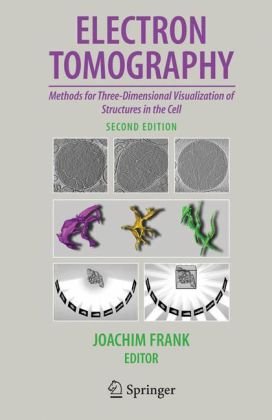 ELECTRON
TOMOGRAPHY
Methods for Three-Dimensional Visualization of
Structures in the Cell
SECOND EDITION
JOACHIM FRANK
EDITOR
Springer